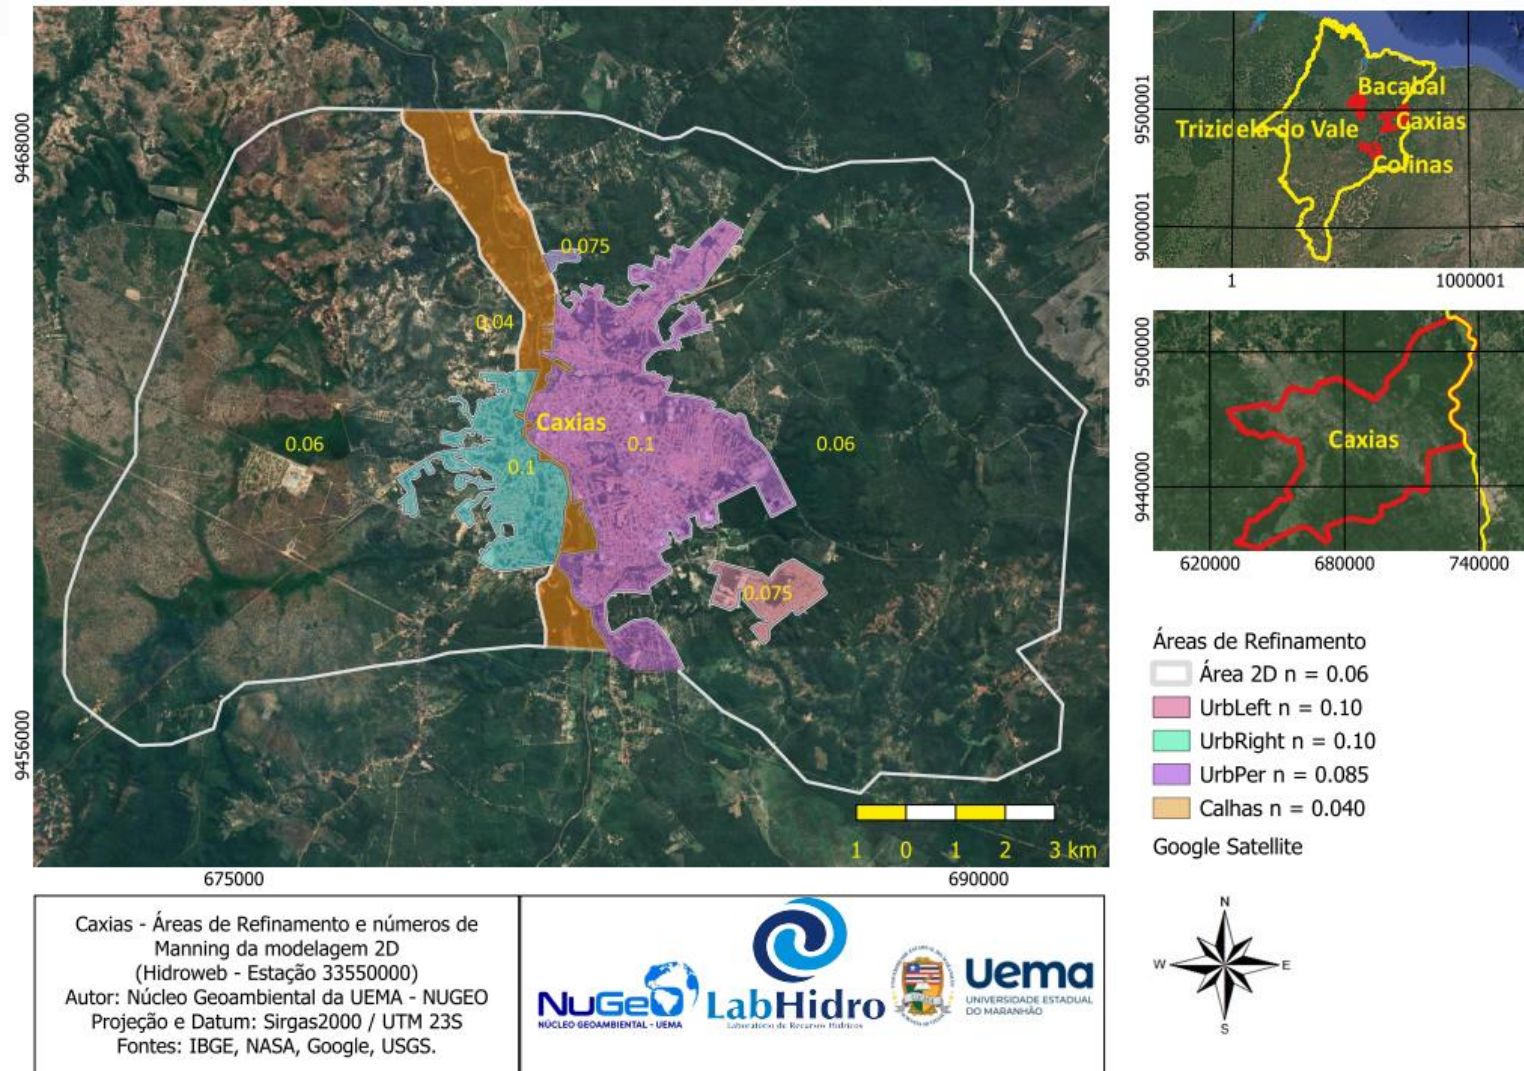 9468000
9456000
675000
690000
0.075
0.04
0.06
Caxias
0.1
0.1
0.06
0.075
1 0 1 2 3 km
9500001
9000001
1
1000001
Bacabal
Trizidela do Vale
Caxias
Colinas
9500000
9440000
Caxias
620000
680000
740000
Áreas de Refinamento
Área 2D n = 0.06
UrbLeft n = 0.10
UrbRight n = 0.10
UrbPer n = 0.085
Calhas n = 0.040
Google Satellite
N
W
E
S
Caxias - Áreas de Refinamento e números de
Manning da modelagem 2D
(Hidroweb - Estação 33550000)
Autor: Núcleo Geoambiental da UEMA - NUGEO
Projeção e Datum: Sirgas2000 / UTM 23S
Fontes: IBGE, NASA, Google, USGS.
NuGeO
NÚCLEO GEOAMBIENTAL - UEMA
LabHidro
Laboratório de Recursos Hídricos
Uema
UNIVERSIDADE ESTADUAL
DO MARANHÃO